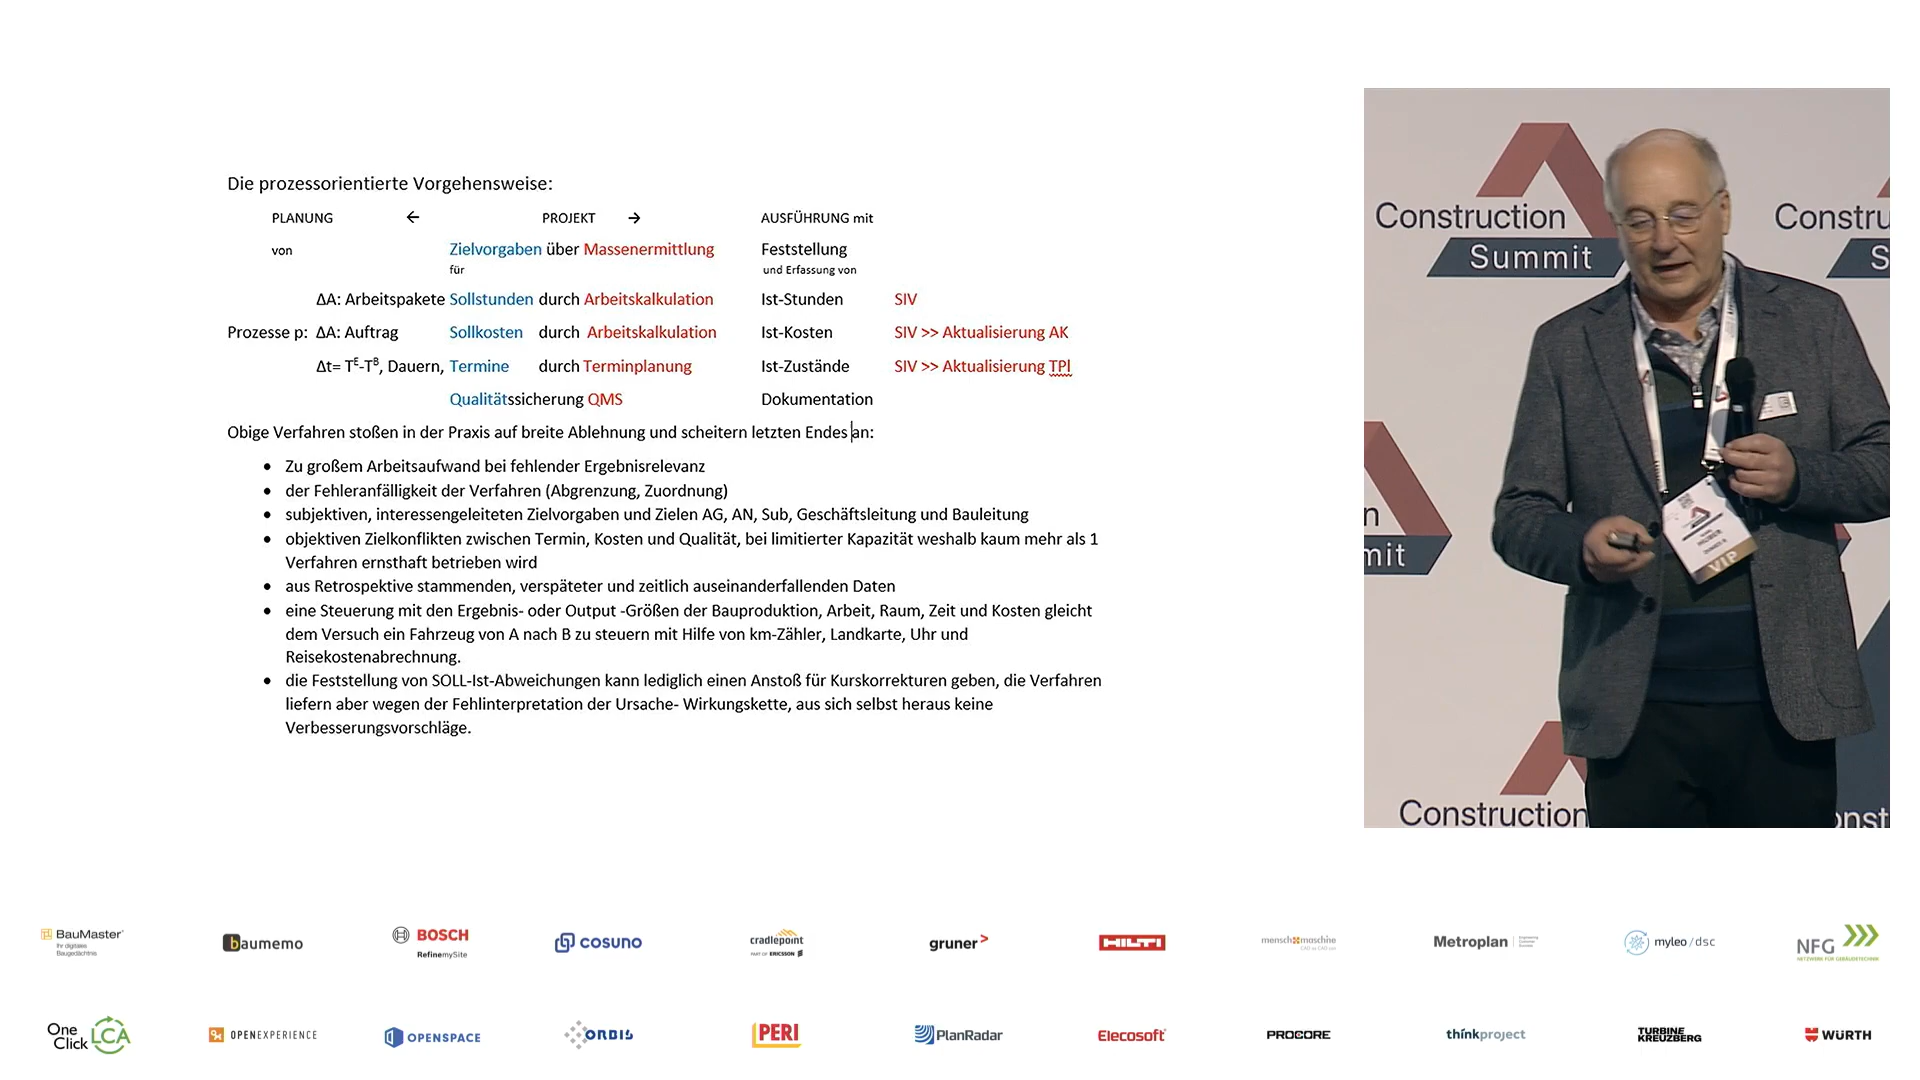 Die prozessorientierte Vorgehensweise:
PLANUNG ← PROJEKT → AUSFÜHRUNG mit
von Zielvorgaben über Massenermittlung Feststellung
für und Erfassung von
ΔA: Arbeitspakete Sollstunden durch Arbeitskalkulation Ist-Stunden SIV
Prozesse p: ΔA: Auftrag Sollkosten durch Arbeitskalkulation Ist-Kosten SIV >> Aktualisierung AK
Δt= Tᴱ-Tᴮ, Dauern, Termine durch Terminplanung Ist-Zustände SIV >> Aktualisierung TPl
Qualitätssicherung QMS Dokumentation
Obige Verfahren stoßen in der Praxis auf breite Ablehnung und scheitern letzten Endes an:
• Zu großem Arbeitsaufwand bei fehlender Ergebnisrelevanz
• der Fehleranfälligkeit der Verfahren (Abgrenzung, Zuordnung)
• subjektiven, interessengeleiteten Zielvorgaben und Zielen AG, AN, Sub, Geschäftsleitung und Bauleitung
• objektiven Zielkonflikten zwischen Termin, Kosten und Qualität, bei limitierter Kapazität weshalb kaum mehr als 1
Verfahren ernsthaft betrieben wird
• aus Retrospektive stammenden, verspäteter und zeitlich auseinanderfallenden Daten
• eine Steuerung mit den Ergebnis- oder Output -Größen der Bauproduktion, Arbeit, Raum, Zeit und Kosten gleicht
dem Versuch ein Fahrzeug von A nach B zu steuern mit Hilfe von km-Zähler, Landkarte, Uhr und
Reisekostenabrechnung.
• die Feststellung von SOLL-Ist-Abweichungen kann lediglich einen Anstoß für Kurskorrekturen geben, die Verfahren
liefern aber wegen der Fehlinterpretation der Ursache- Wirkungskette, aus sich selbst heraus keine
Verbesserungsvorschläge.
Construction
Summit
Constru
S
n
mit
VIP
Construction
onst
BauMaster
Ihr digitales
Baugedächtnis
baumemo
BOSCH
RefinemySite
COSUNO
cradlepoint
PART OF ERICSSON
gruner>
HILTI
mensch maschine
CAD as CAD can
Metroplan
myleo / dsc
NFG
NETZWERK FÜR GEBÄUDETECHNIK
One
Click LCA
OPENEXPERIENCE
OPENSPACE
ORBIS
PERI
PlanRadar
Elecosoft
PROCORE
thinkproject
TURBINE
KREUZBERG
WÜRTH